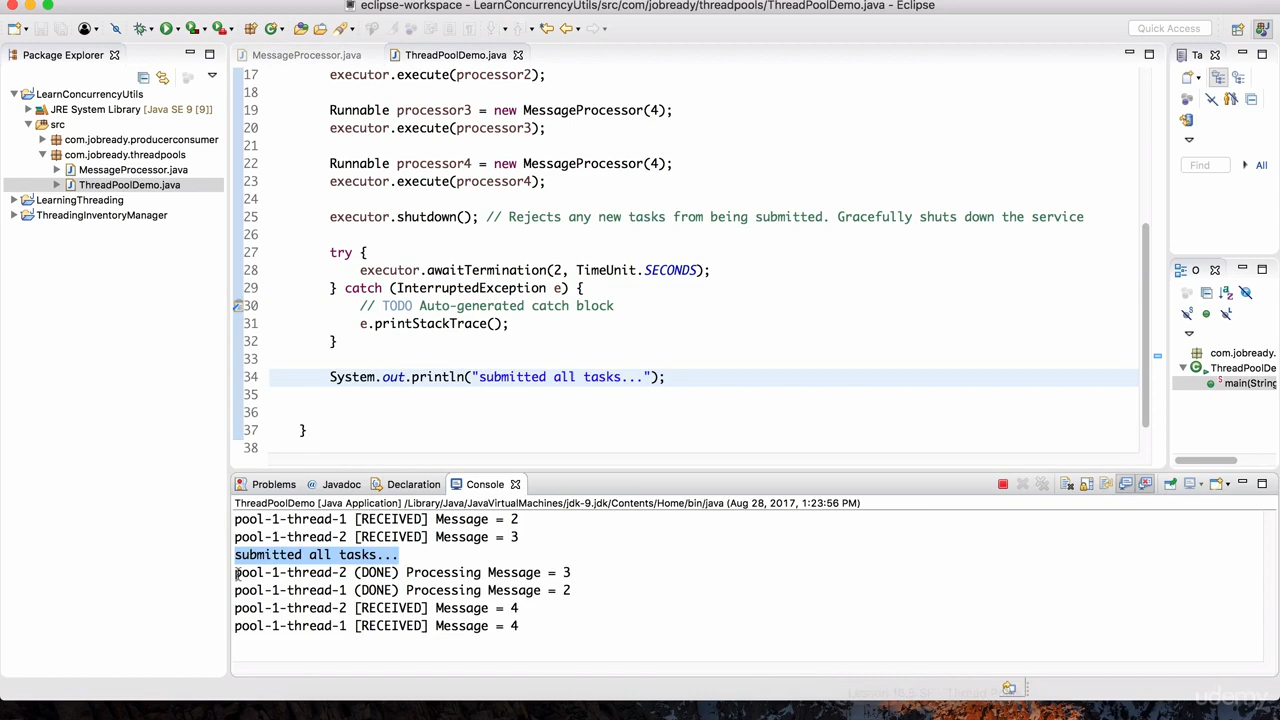 eclipse-workspace - LearnConcurrencyUtils/src/com/jobready/threadpools/ThreadPoolDemo.java - Eclipse
Quick Access
Package Explorer
MessageProcessor.java
ThreadPoolDemo.java
Ta
LearnConcurrencyUtils
JRE System Library [Java SE 9 [9]]
src
com.jobready.producerconsumer
com.jobready.threadpools
MessageProcessor.java
ThreadPoolDemo.java
LearningThreading
ThreadingInventoryManager
17 executor.execute(processor2);
18
19 Runnable processor3 = new MessageProcessor(4);
20 executor.execute(processor3);
21
22 Runnable processor4 = new MessageProcessor(4);
23 executor.execute(processor4);
24
25 executor.shutdown(); // Rejects any new tasks from being submitted. Gracefully shuts down the service
26
27 try {
28 executor.awaitTermination(2, TimeUnit.SECONDS);
29 } catch (InterruptedException e) {
30 // TODO Auto-generated catch block
31 e.printStackTrace();
32 }
33
34 System.out.println("submitted all tasks...");
35
36
37 }
38
Find
All
O
com.jobready.
ThreadPoolDe
main(String
Problems
Javadoc
Declaration
Console
ThreadPoolDemo [Java Application] /Library/Java/JavaVirtualMachines/jdk-9.jdk/Contents/Home/bin/java (Aug 28, 2017, 1:23:56 PM)
pool-1-thread-1 [RECEIVED] Message = 2
pool-1-thread-2 [RECEIVED] Message = 3
submitted all tasks...
pool-1-thread-2 (DONE) Processing Message = 3
pool-1-thread-1 (DONE) Processing Message = 2
pool-1-thread-2 [RECEIVED] Message = 4
pool-1-thread-1 [RECEIVED] Message = 4
udemy